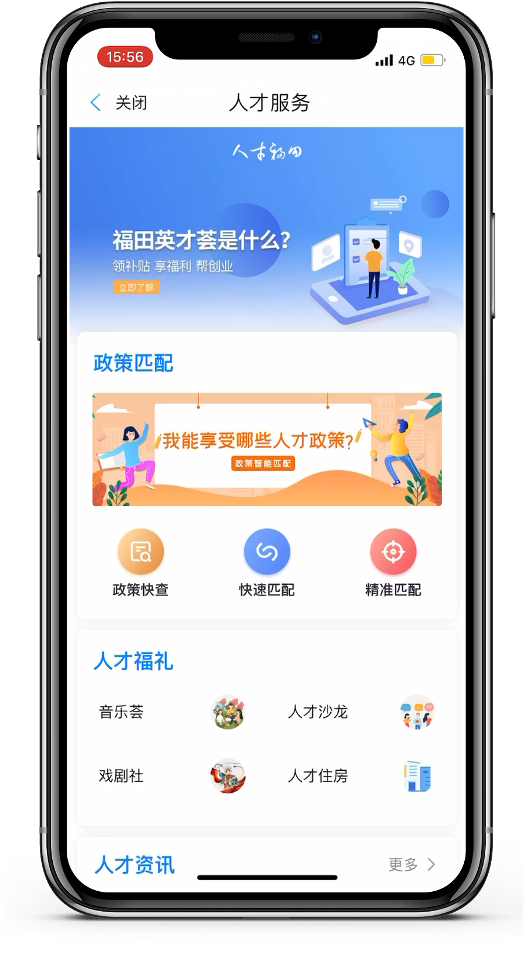 15:56
4G
关闭
人才服务
人才福田
福田英才荟是什么?
领补贴 享福利 帮创业
立即了解
政策匹配
我能享受哪些人才政策?
政策智能匹配
政策快查
快速匹配
精准匹配
人才福礼
音乐荟
人才沙龙
戏剧社
人才住房
人才资讯
更多